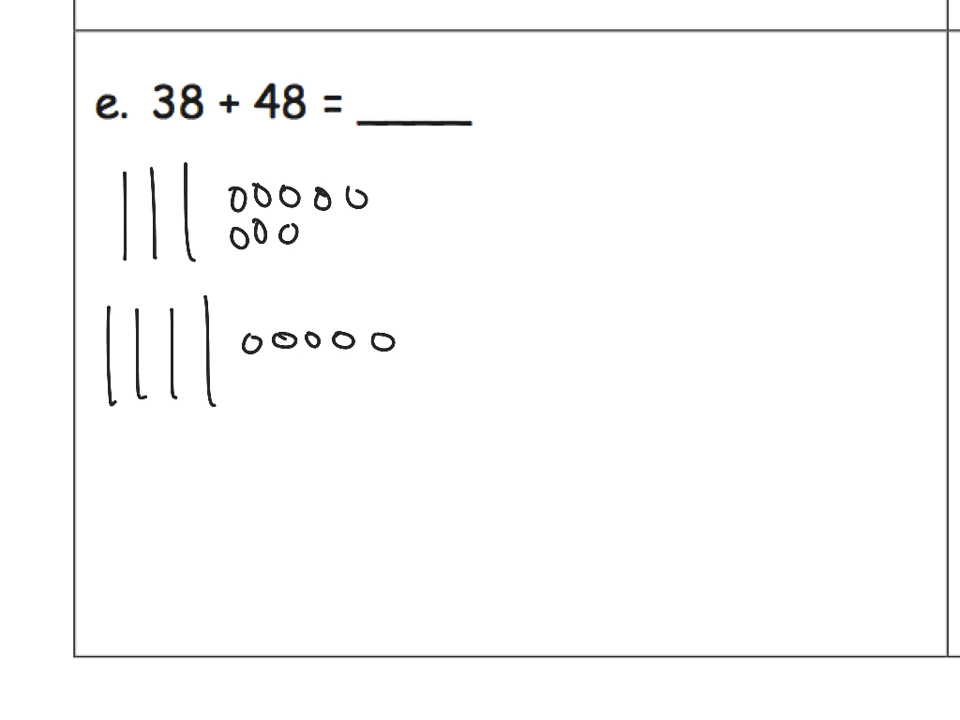 e. 38 + 48 = _____